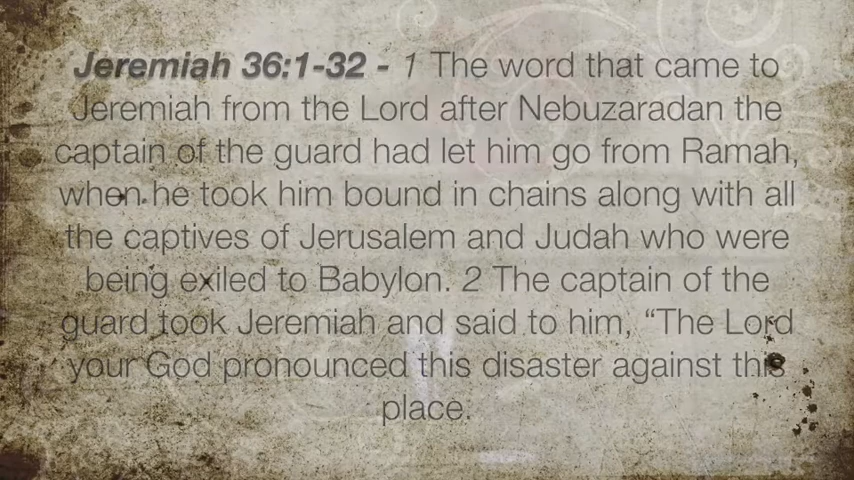 Jeremiah 36:1-32 - 1 The word that came to
Jeremiah from the Lord after Nebuzaradan the
captain of the guard had let him go from Ramah,
when he took him bound in chains along with all
the captives of Jerusalem and Judah who were
being exiled to Babylon. 2 The captain of the
guard took Jeremiah and said to him, “The Lord
your God pronounced this disaster against this
place.